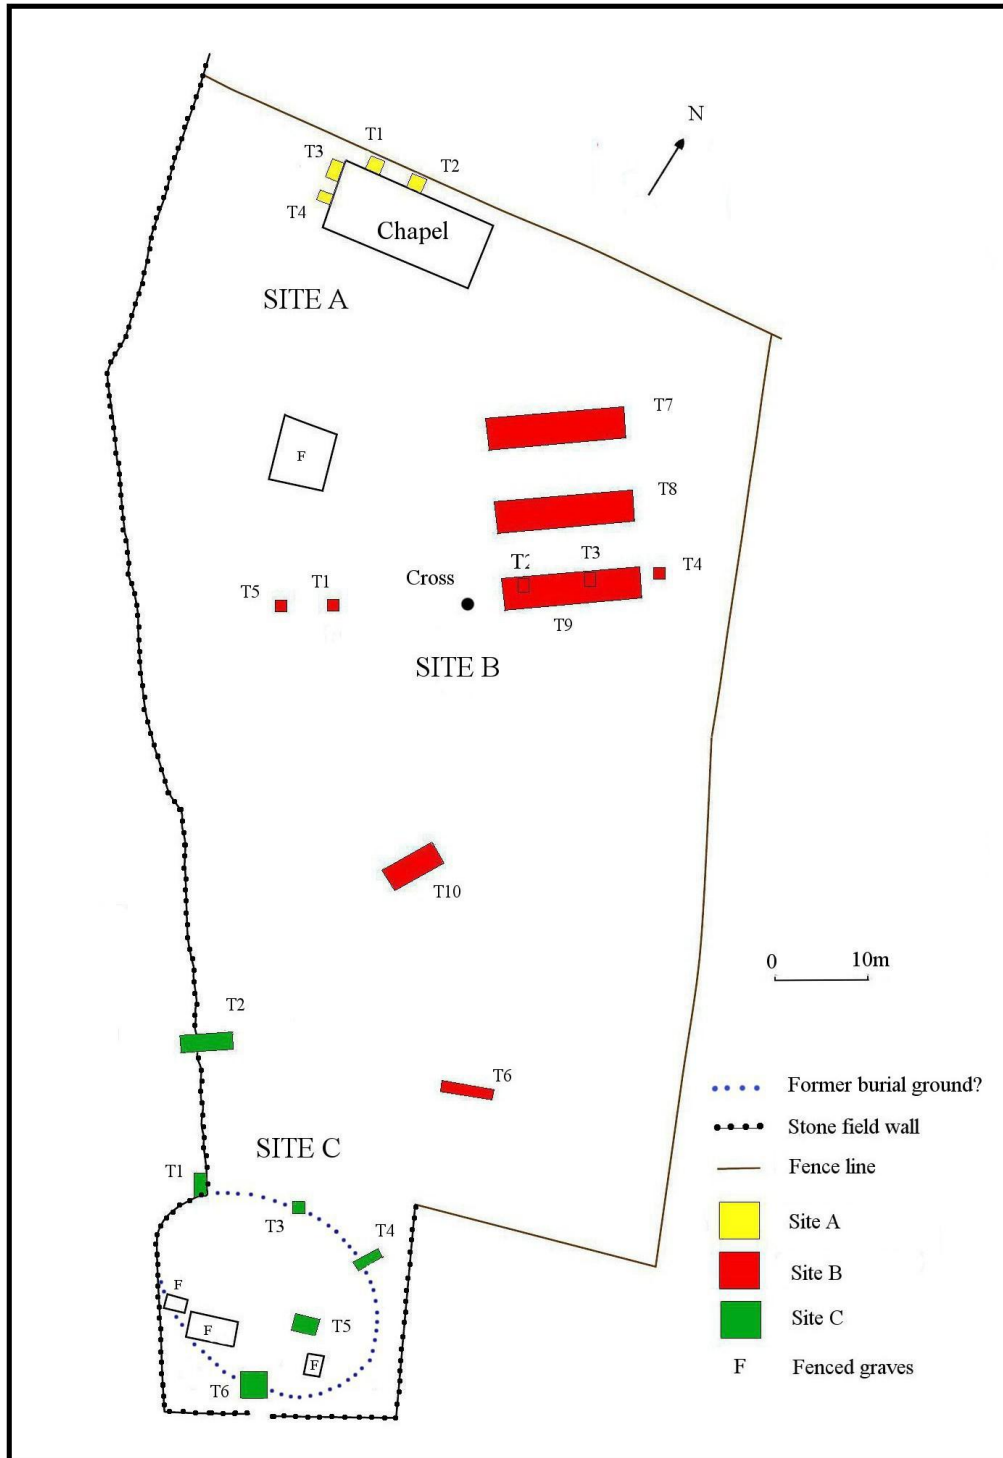 N
T1
T2
T3
T4
Chapel
SITE A
T7
F
T8
T3
T2
T4
Cross
T5
T1
T9
SITE B
T10
0 10m
T2
T6
Former burial ground?
SITE C
Stone field wall
T1
Fence line
T3
T4
Site A
Site B
F
Site C
F
T5
F
Fenced graves
F
T6